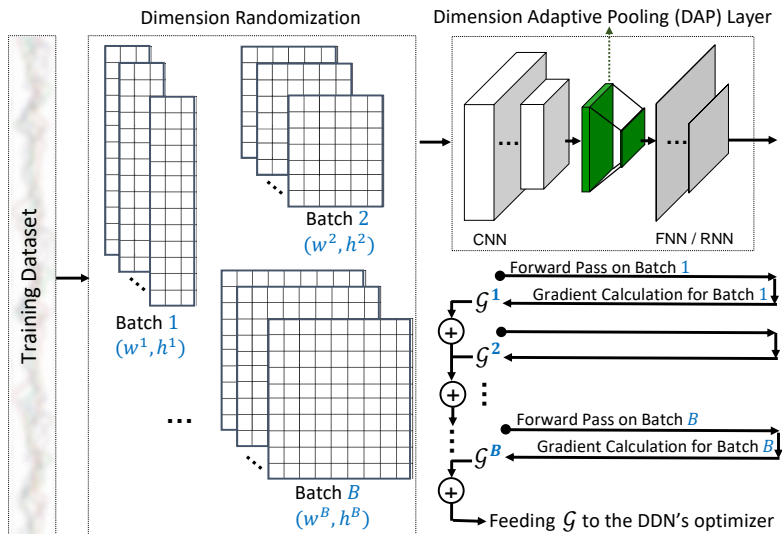 Dimension Randomization
Dimension Adaptive Pooling (DAP) Layer
Training Dataset
Batch 1
(w¹, h¹)
Batch 2
(w², h²)
...
Batch B
(wᴮ, hᴮ)
...
...
CNN
FNN / RNN
Forward Pass on Batch 1
𝒢¹ Gradient Calculation for Batch 1
+
𝒢²
+
Forward Pass on Batch B
𝒢ᴮ Gradient Calculation for Batch B
+
Feeding 𝒢 to the DDN's optimizer